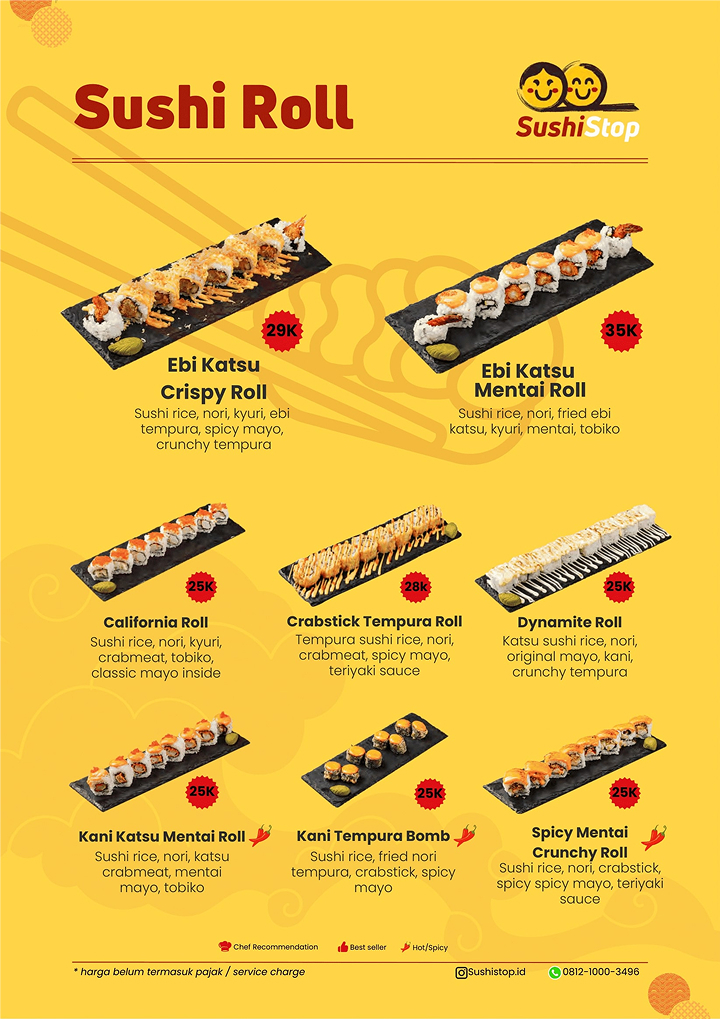 Sushi Roll
SushiStop
29K
Ebi Katsu
Crispy Roll
Sushi rice, nori, kyuri, ebi
tempura, spicy mayo,
crunchy tempura
35K
Ebi Katsu
Mentai Roll
Sushi rice, nori, fried ebi
katsu, kyuri, mentai, tobiko
25K
California Roll
Sushi rice, nori, kyuri,
crabmeat, tobiko,
classic mayo inside
28k
Crabstick Tempura Roll
Tempura sushi rice, nori,
crabmeat, spicy mayo,
teriyaki sauce
25K
Dynamite Roll
Katsu sushi rice, nori,
original mayo, kani,
crunchy tempura
25K
Kani Katsu Mentai Roll
Sushi rice, nori, katsu
crabmeat, mentai
mayo, tobiko
25K
Kani Tempura Bomb
Sushi rice, fried nori
tempura, crabstick, spicy
mayo
25K
Spicy Mentai
Crunchy Roll
Sushi rice, nori, crabstick,
spicy spicy mayo, teriyaki
sauce
Chef Recommendation
Best seller
Hot/Spicy
* harga belum termasuk pajak / service charge
Sushistop.id
0812-1000-3496